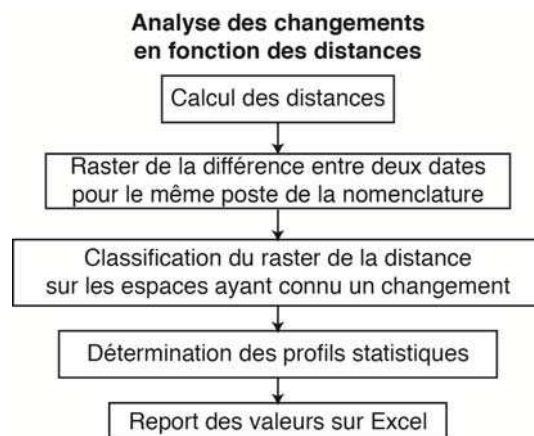 Analyse des changements
en fonction des distances
Calcul des distances
Raster de la différence entre deux dates
pour le même poste de la nomenclature
Classification du raster de la distance
sur les espaces ayant connu un changement
Détermination des profils statistiques
Report des valeurs sur Excel